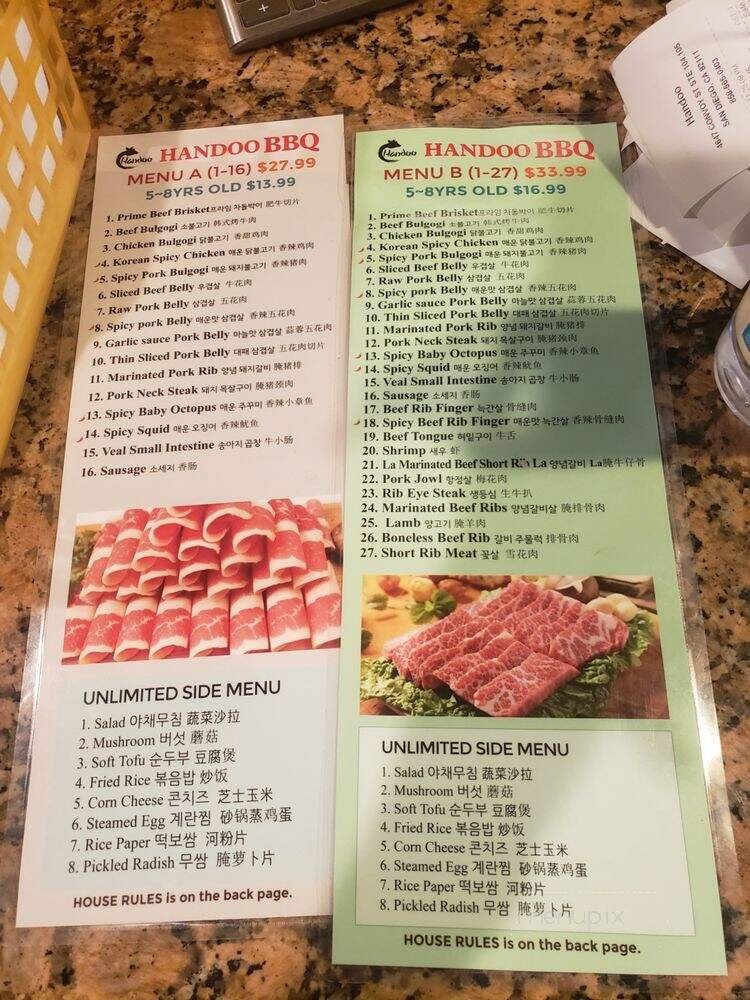 Handoo HANDOO BBQ
MENU A (1-16) $27.99
5~8YRS OLD $13.99
1. Prime Beef Brisket프라임 차돌박이 肥牛切片
2. Beef Bulgogi 소불고기 韩式烤牛肉
3. Chicken Bulgogi 닭불고기 香甜鸡肉
4. Korean Spicy Chicken 매운 닭불고기 香辣鸡肉
5. Spicy Pork Bulgogi 매운 돼지불고기 香辣猪肉
6. Sliced Beef Belly 우겹살 牛花肉
7. Raw Pork Belly 삼겹살 五花肉
8. Spicy pork Belly 매운맛 삼겹살 香辣五花肉
9. Garlic sauce Pork Belly 마늘맛 삼겹살 蒜蓉五花肉
10. Thin Sliced Pork Belly 대패 삼겹살 五花肉切片
11. Marinated Pork Rib 양념 돼지갈비 腌猪排
12. Pork Neck Steak 돼지 목살구이 腌猪颈肉
13. Spicy Baby Octopus 매운 주꾸미 香辣小章鱼
14. Spicy Squid 매운 오징어 香辣鱿鱼
15. Veal Small Intestine 송아지 곱창 牛小肠
16. Sausage 소세지 香肠
UNLIMITED SIDE MENU
1. Salad 야채무침 蔬菜沙拉
2. Mushroom 버섯 蘑菇
3. Soft Tofu 순두부 豆腐煲
4. Fried Rice 볶음밥 炒饭
5. Corn Cheese 콘치즈 芝士玉米
6. Steamed Egg 계란찜 砂锅蒸鸡蛋
7. Rice Paper 떡보쌈 河粉片
8. Pickled Radish 무쌈 腌萝卜片
HOUSE RULES is on the back page.
Handoo HANDOO BBQ
MENU B (1-27) $33.99
5~8YRS OLD $16.99
1. Prime Beef Brisket프라임 차돌박이 肥牛切片
2. Beef Bulgogi 소불고기 韩式烤牛肉
3. Chicken Bulgogi 닭불고기 香甜鸡肉
4. Korean Spicy Chicken 매운 닭불고기 香辣鸡肉
5. Spicy Pork Bulgogi 매운 돼지불고기 香辣猪肉
6. Sliced Beef Belly 우겹살 牛花肉
7. Raw Pork Belly 삼겹살 五花肉
8. Spicy pork Belly 매운맛 삼겹살 香辣五花肉
9. Garlic sauce Pork Belly 마늘맛 삼겹살 蒜蓉五花肉
10. Thin Sliced Pork Belly 대패 삼겹살 五花肉切片
11. Marinated Pork Rib 양념 돼지갈비 腌猪排
12. Pork Neck Steak 돼지 목살구이 腌猪颈肉
13. Spicy Baby Octopus 매운 주꾸미 香辣小章鱼
14. Spicy Squid 매운 오징어 香辣鱿鱼
15. Veal Small Intestine 송아지 곱창 牛小肠
16. Sausage 소세지 香肠
17. Beef Rib Finger 늑간살 骨缝肉
18. Spicy Beef Rib Finger 매운맛 늑간살 香辣骨缝肉
19. Beef Tongue 혀밑구이 牛舌
20. Shrimp 새우 虾
21. La Marinated Beef Short Rib La 양념갈비 La腌牛仔骨
22. Pork Jowl 항정살 梅花肉
23. Rib Eye Steak 생등심 生牛扒
24. Marinated Beef Ribs 양념갈비살 腌排骨肉
25. Lamb 양고기 腌羊肉
26. Boneless Beef Rib 갈비 주물럭 排骨肉
27. Short Rib Meat 꽃살 雪花肉
UNLIMITED SIDE MENU
1. Salad 야채무침 蔬菜沙拉
2. Mushroom 버섯 蘑菇
3. Soft Tofu 순두부 豆腐煲
4. Fried Rice 볶음밥 炒饭
5. Corn Cheese 콘치즈 芝士玉米
6. Steamed Egg 계란찜 砂锅蒸鸡蛋
7. Rice Paper 떡보쌈 河粉片
8. Pickled Radish 무쌈 腌萝卜片
menupix
HOUSE RULES is on the back page.
Handoo
4647 CONVOY ST STE 104,105
SAN DIEGO, CA 92111